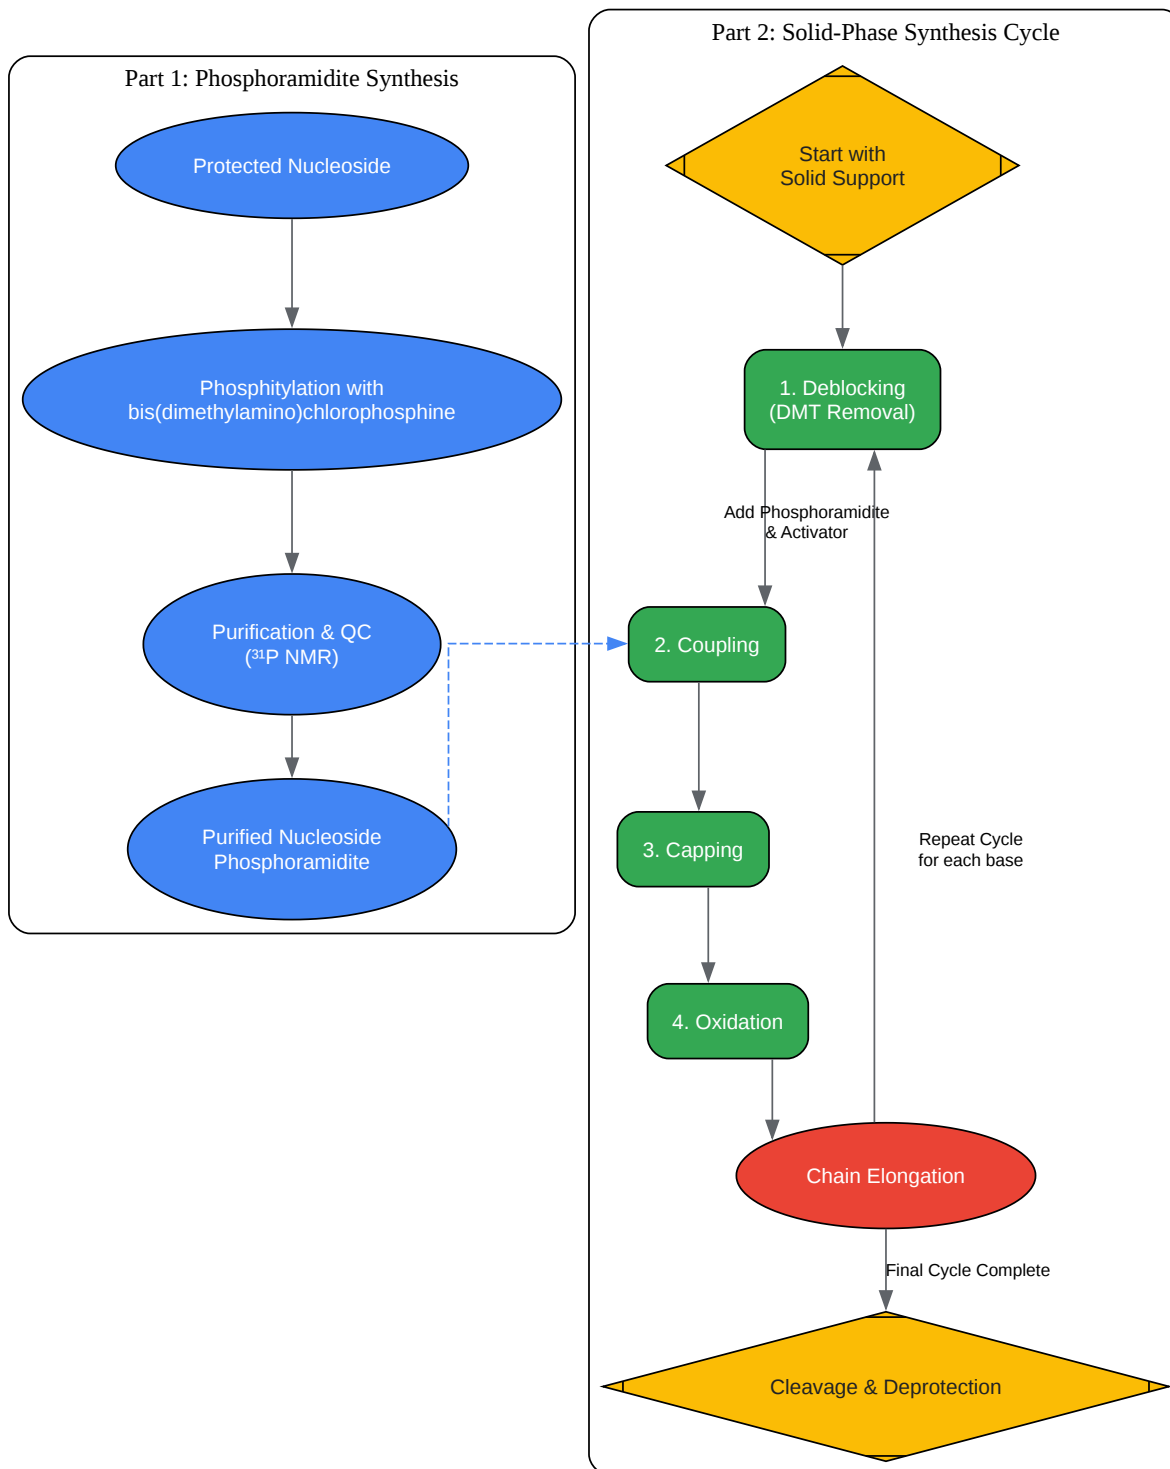 Part 1: Phosphoramidite Synthesis
Protected Nucleoside
Phosphitylation with
bis(dimethylamino)chlorophosphine
Purification & QC
(³¹P NMR)
Purified Nucleoside
Phosphoramidite
Part 2: Solid-Phase Synthesis Cycle
Start with
Solid Support
1. Deblocking
(DMT Removal)
Add Phosphoramidite
& Activator
2. Coupling
3. Capping
Repeat Cycle
for each base
4. Oxidation
Chain Elongation
Final Cycle Complete
Cleavage & Deprotection